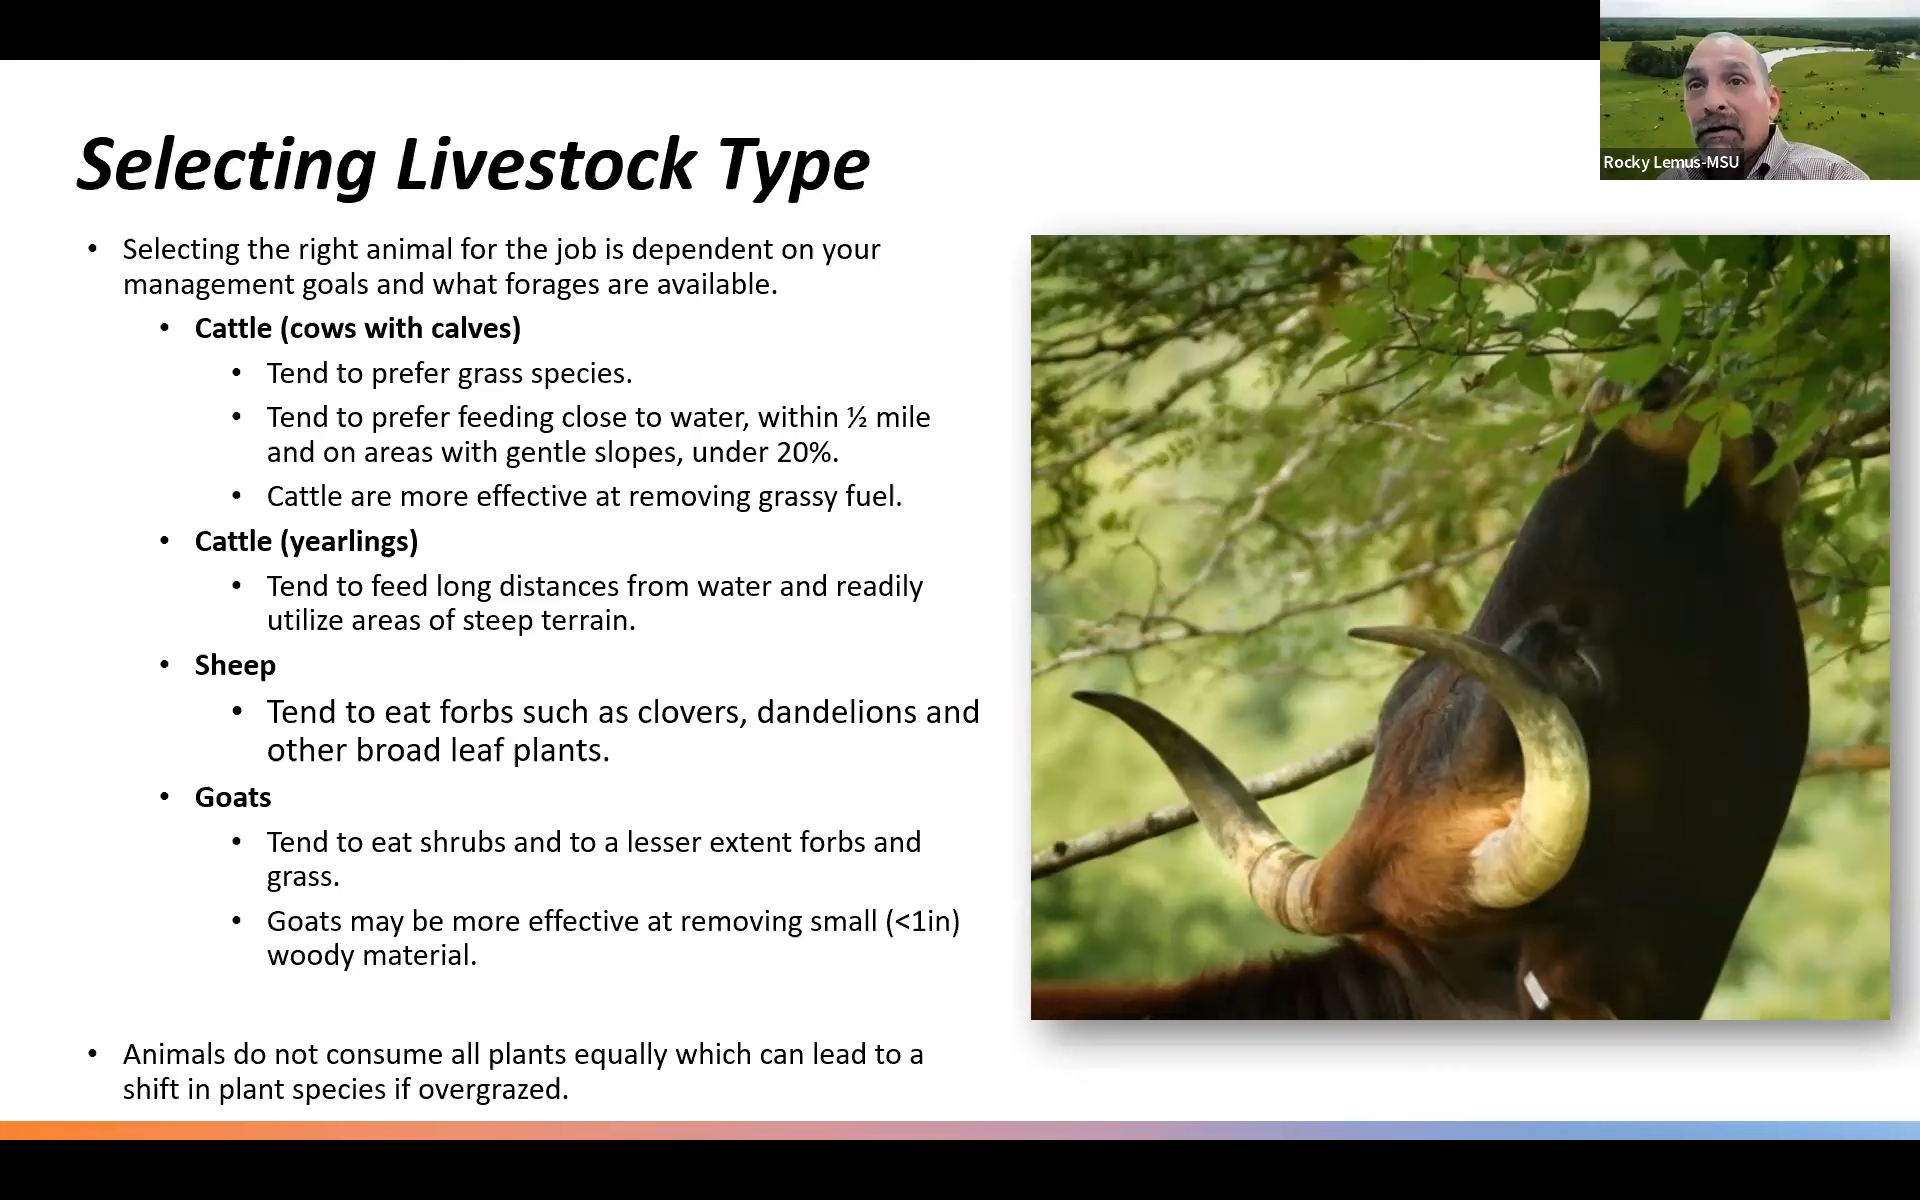 Rocky Lemus-MSU
Selecting Livestock Type
• Selecting the right animal for the job is dependent on your
management goals and what forages are available.
• Cattle (cows with calves)
• Tend to prefer grass species.
• Tend to prefer feeding close to water, within ½ mile
and on areas with gentle slopes, under 20%.
• Cattle are more effective at removing grassy fuel.
• Cattle (yearlings)
• Tend to feed long distances from water and readily
utilize areas of steep terrain.
• Sheep
• Tend to eat forbs such as clovers, dandelions and
other broad leaf plants.
• Goats
• Tend to eat shrubs and to a lesser extent forbs and
grass.
• Goats may be more effective at removing small (<1in)
woody material.
• Animals do not consume all plants equally which can lead to a
shift in plant species if overgrazed.